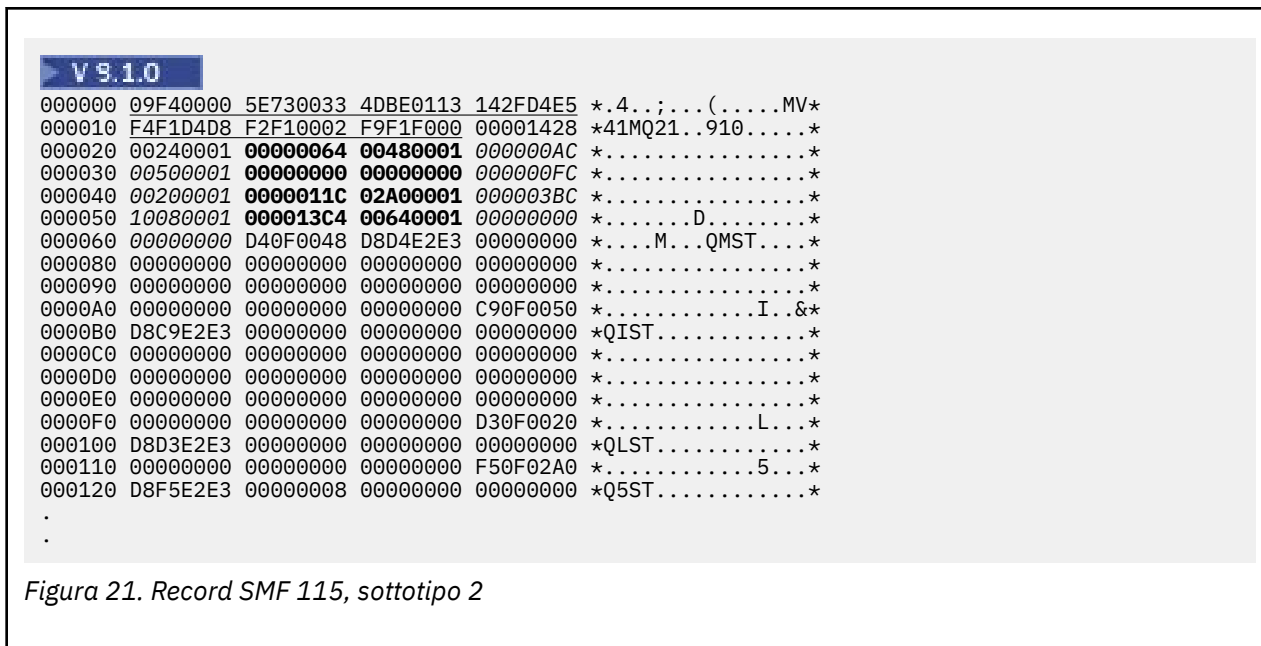 V 9.1.0
000000 09F40000 5E730033 4DBE0113 142FD4E5 *.4..;...(.....MV*
000010 F4F1D4D8 F2F10002 F9F1F000 00001428 *41MQ21..910.....*
000020 00240001 00000064 00480001 000000AC *................*
000030 00500001 00000000 00000000 000000FC *................*
000040 00200001 0000011C 02A00001 000003BC *................*
000050 10080001 000013C4 00640001 00000000 *.......D........*
000060 00000000 D40F0048 D8D4E2E3 00000000 *....M...QMST....*
000080 00000000 00000000 00000000 00000000 *................*
000090 00000000 00000000 00000000 00000000 *................*
0000A0 00000000 00000000 00000000 C90F0050 *............I..&*
0000B0 D8C9E2E3 00000000 00000000 00000000 *QIST............*
0000C0 00000000 00000000 00000000 00000000 *................*
0000D0 00000000 00000000 00000000 00000000 *................*
0000E0 00000000 00000000 00000000 00000000 *................*
0000F0 00000000 00000000 00000000 D30F0020 *............L...*
000100 D8D3E2E3 00000000 00000000 00000000 *QLST............*
000110 00000000 00000000 00000000 F50F02A0 *............5...*
000120 D8F5E2E3 00000008 00000000 00000000 *Q5ST............*
.
.
Figura 21. Record SMF 115, sottotipo 2